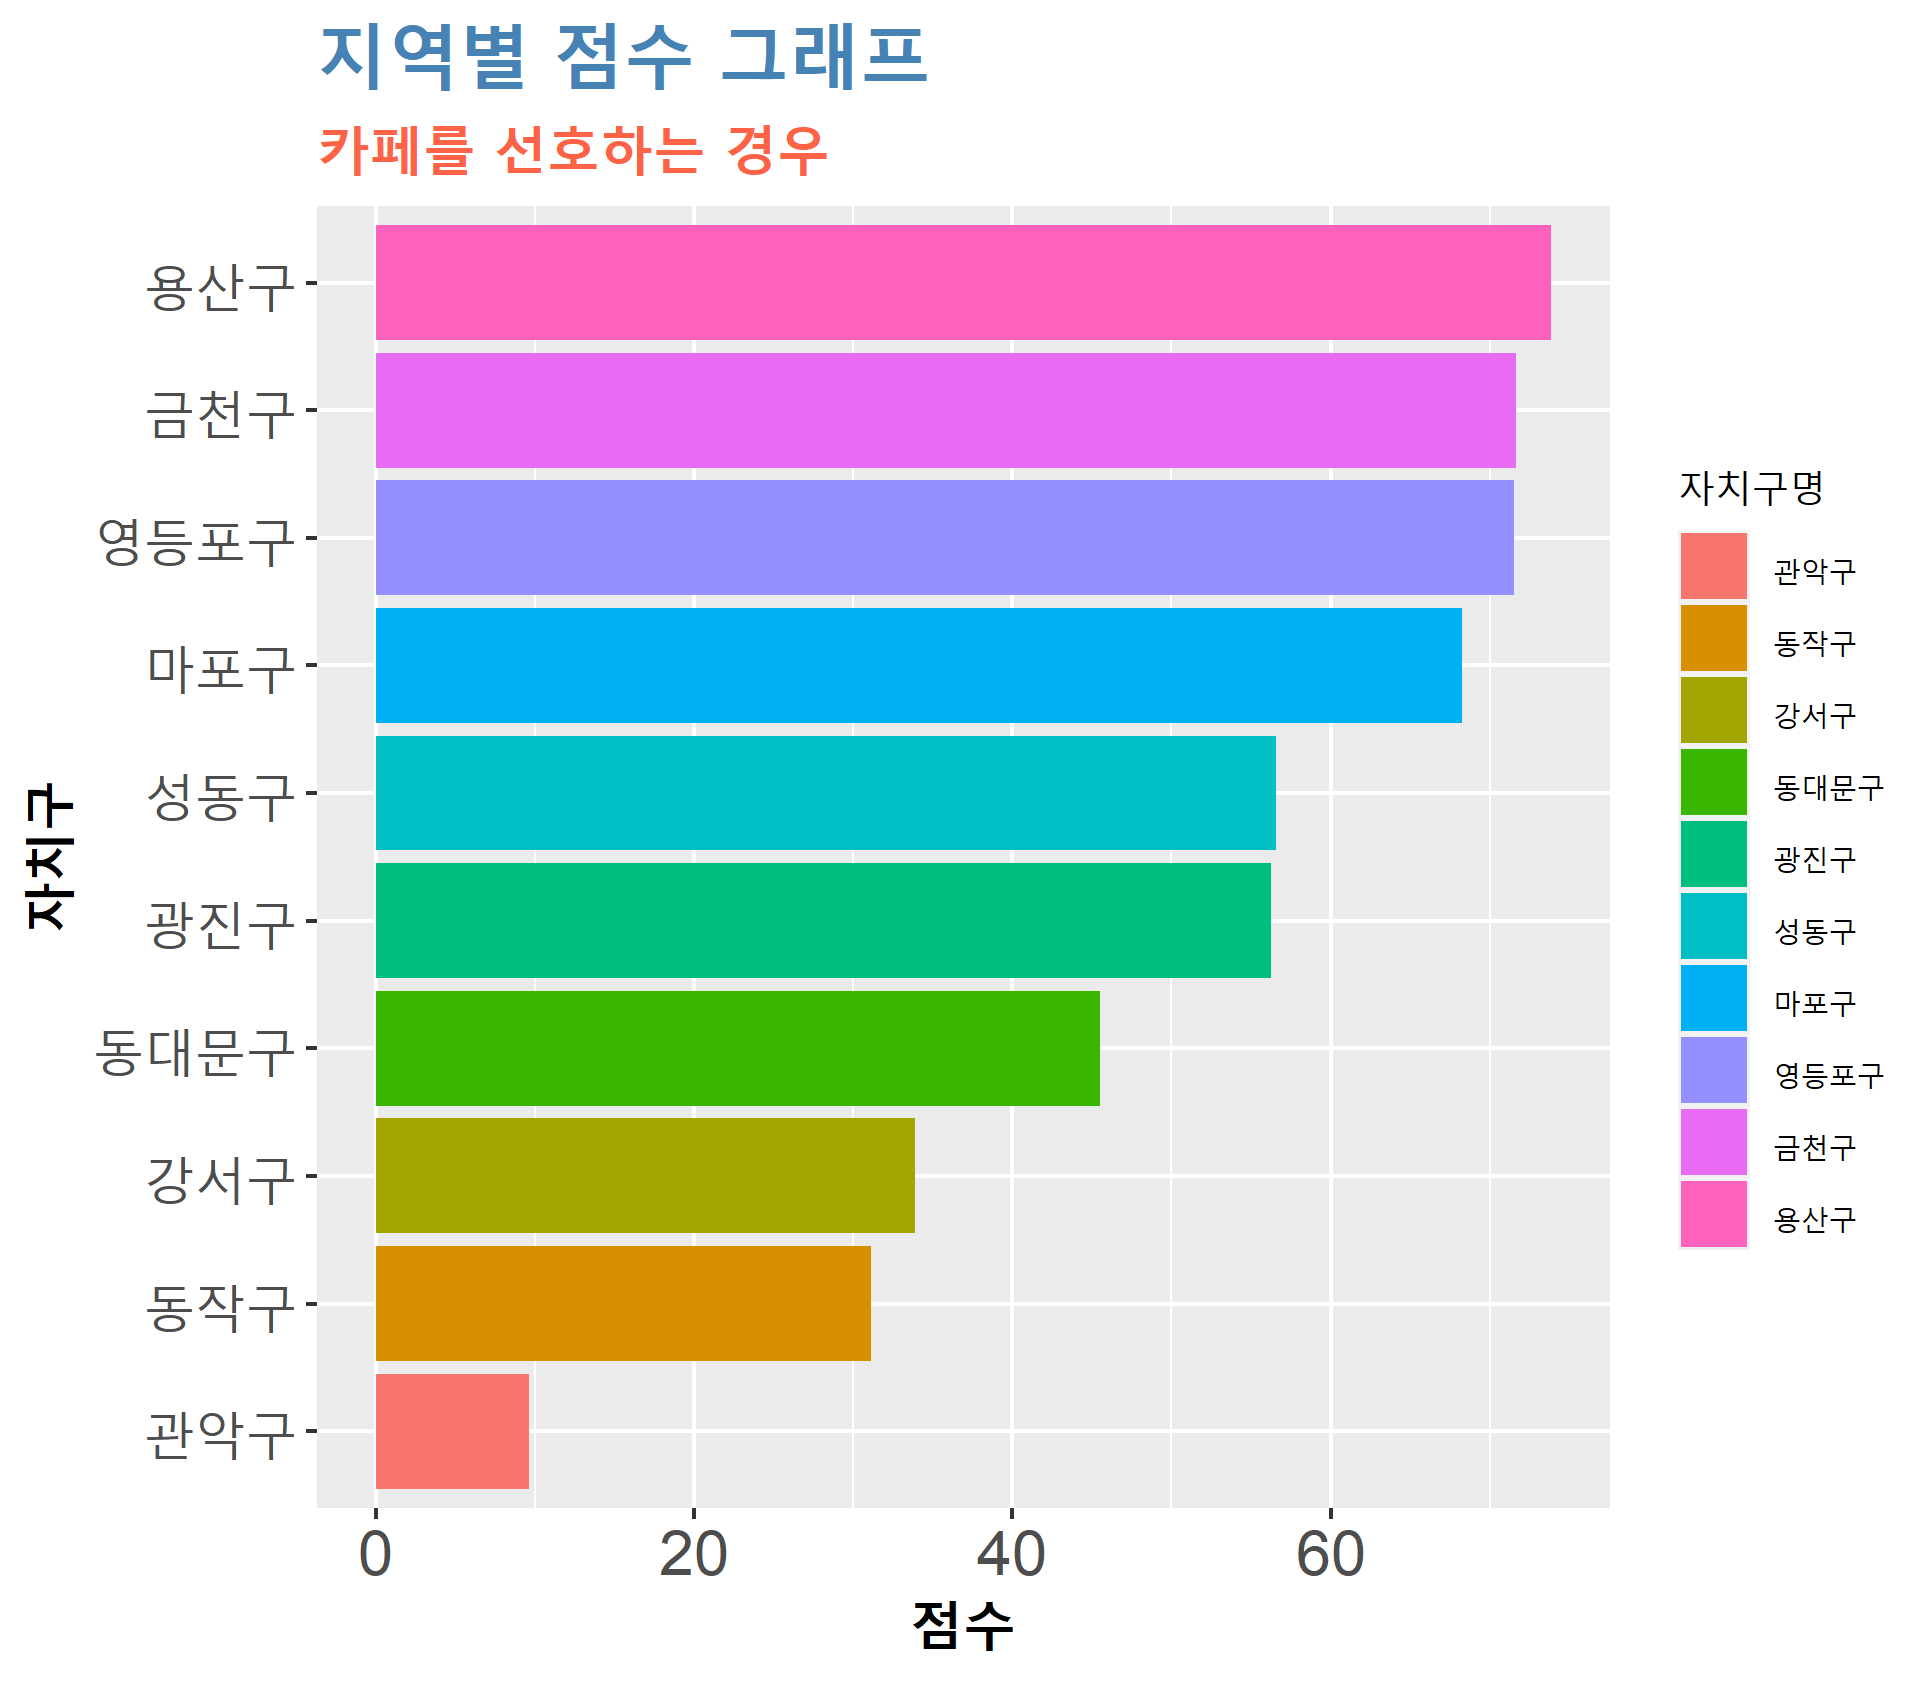 지역별 점수 그래프
카페를 선호하는 경우
용산구
금천구
영등포구
마포구
성동구
광진구
동대문구
강서구
동작구
관악구
자치구
0 20 40 60
점수
자치구명
관악구
동작구
강서구
동대문구
광진구
성동구
마포구
영등포구
금천구
용산구